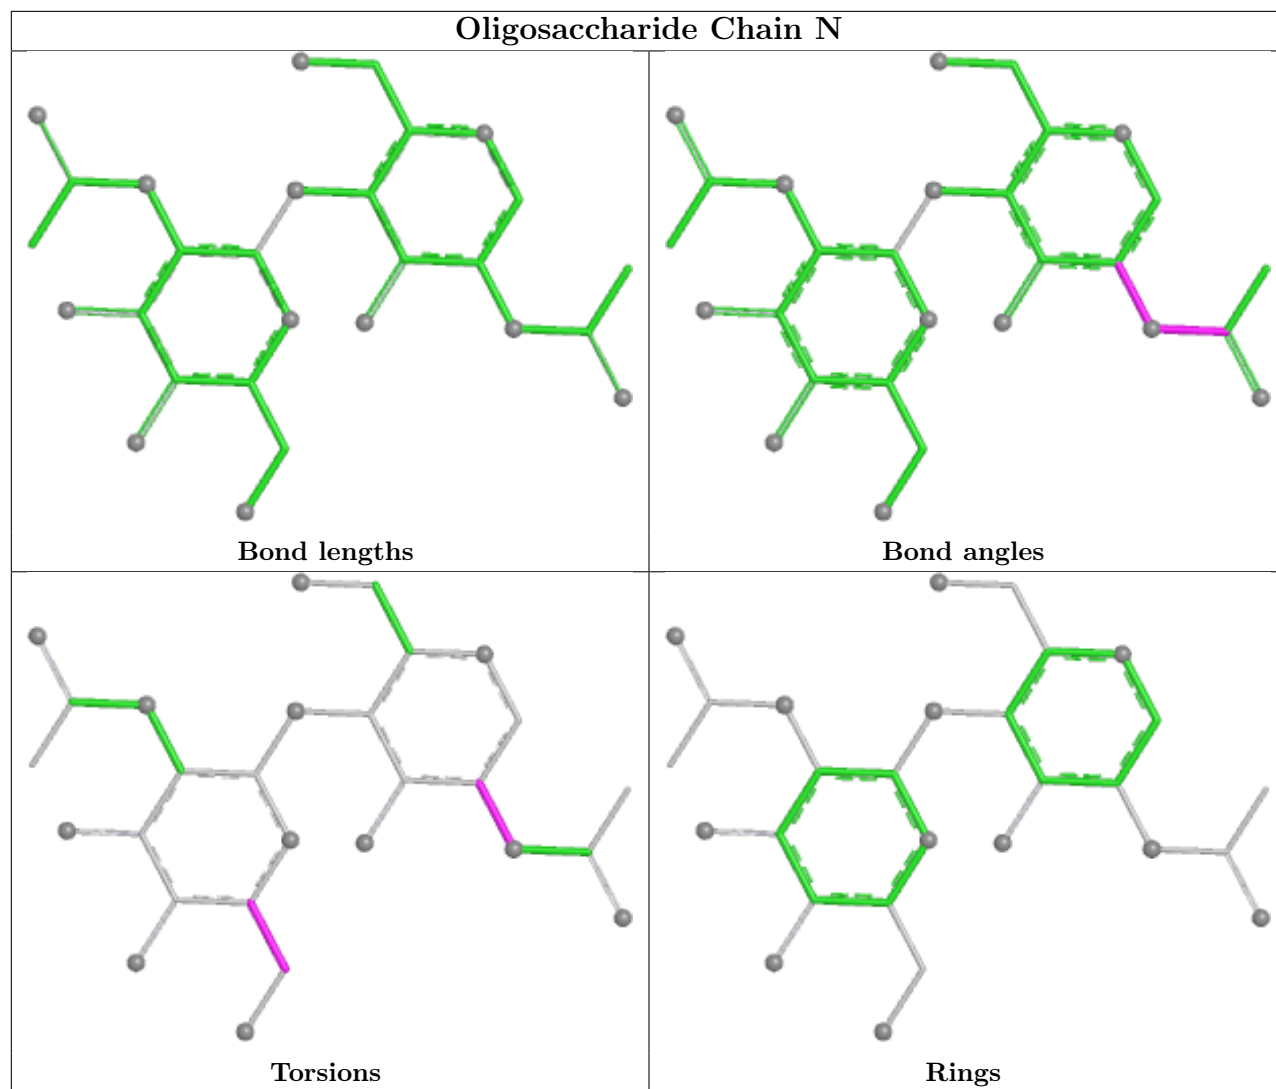 Oligosaccharide Chain N
Bond lengths
Bond angles
Torsions
Rings